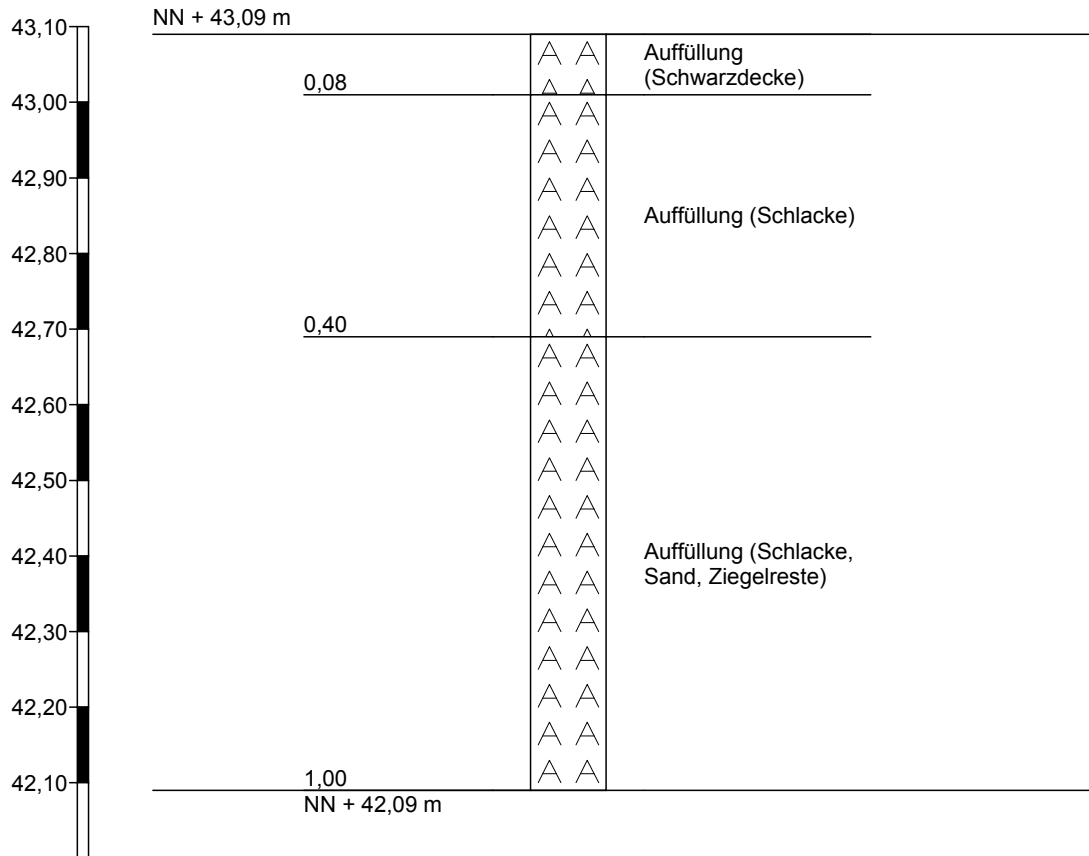 NN + 43,09 m
43,10
Auffüllung
(Schwarzdecke)
0,08
43,00
42,90
Auffüllung (Schlacke)
42,80
0,40
42,70
42,60
42,50
42,40
Auffüllung (Schlacke,
Sand, Ziegelreste)
42,30
42,20
1,00
42,10
NN + 42,09 m